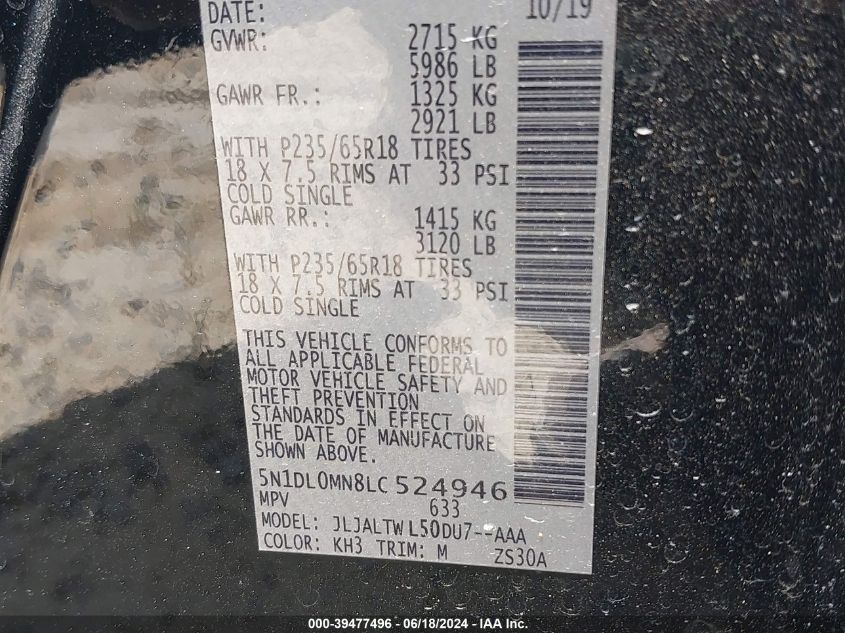 DATE: 10/19
GVWR: 2715 KG
5986 LB
GAWR FR.: 1325 KG
2921 LB
WITH P235/65R18 TIRES
18 X 7.5 RIMS AT 33 PSI
COLD SINGLE
GAWR RR.: 1415 KG
3120 LB
WITH P235/65R18 TIRES
18 X 7.5 RIMS AT 33 PSI
COLD SINGLE
THIS VEHICLE CONFORMS TO
ALL APPLICABLE FEDERAL
MOTOR VEHICLE SAFETY AND
THEFT PREVENTION
STANDARDS IN EFFECT ON
THE DATE OF MANUFACTURE
SHOWN ABOVE.
5N1DL0MN8LC 524946
MPV 633
MODEL: JLJALTW L50DU7--AAA
COLOR: KH3 TRIM: M ZS30A
000-39477496 - 06/18/2024 - IAA Inc.